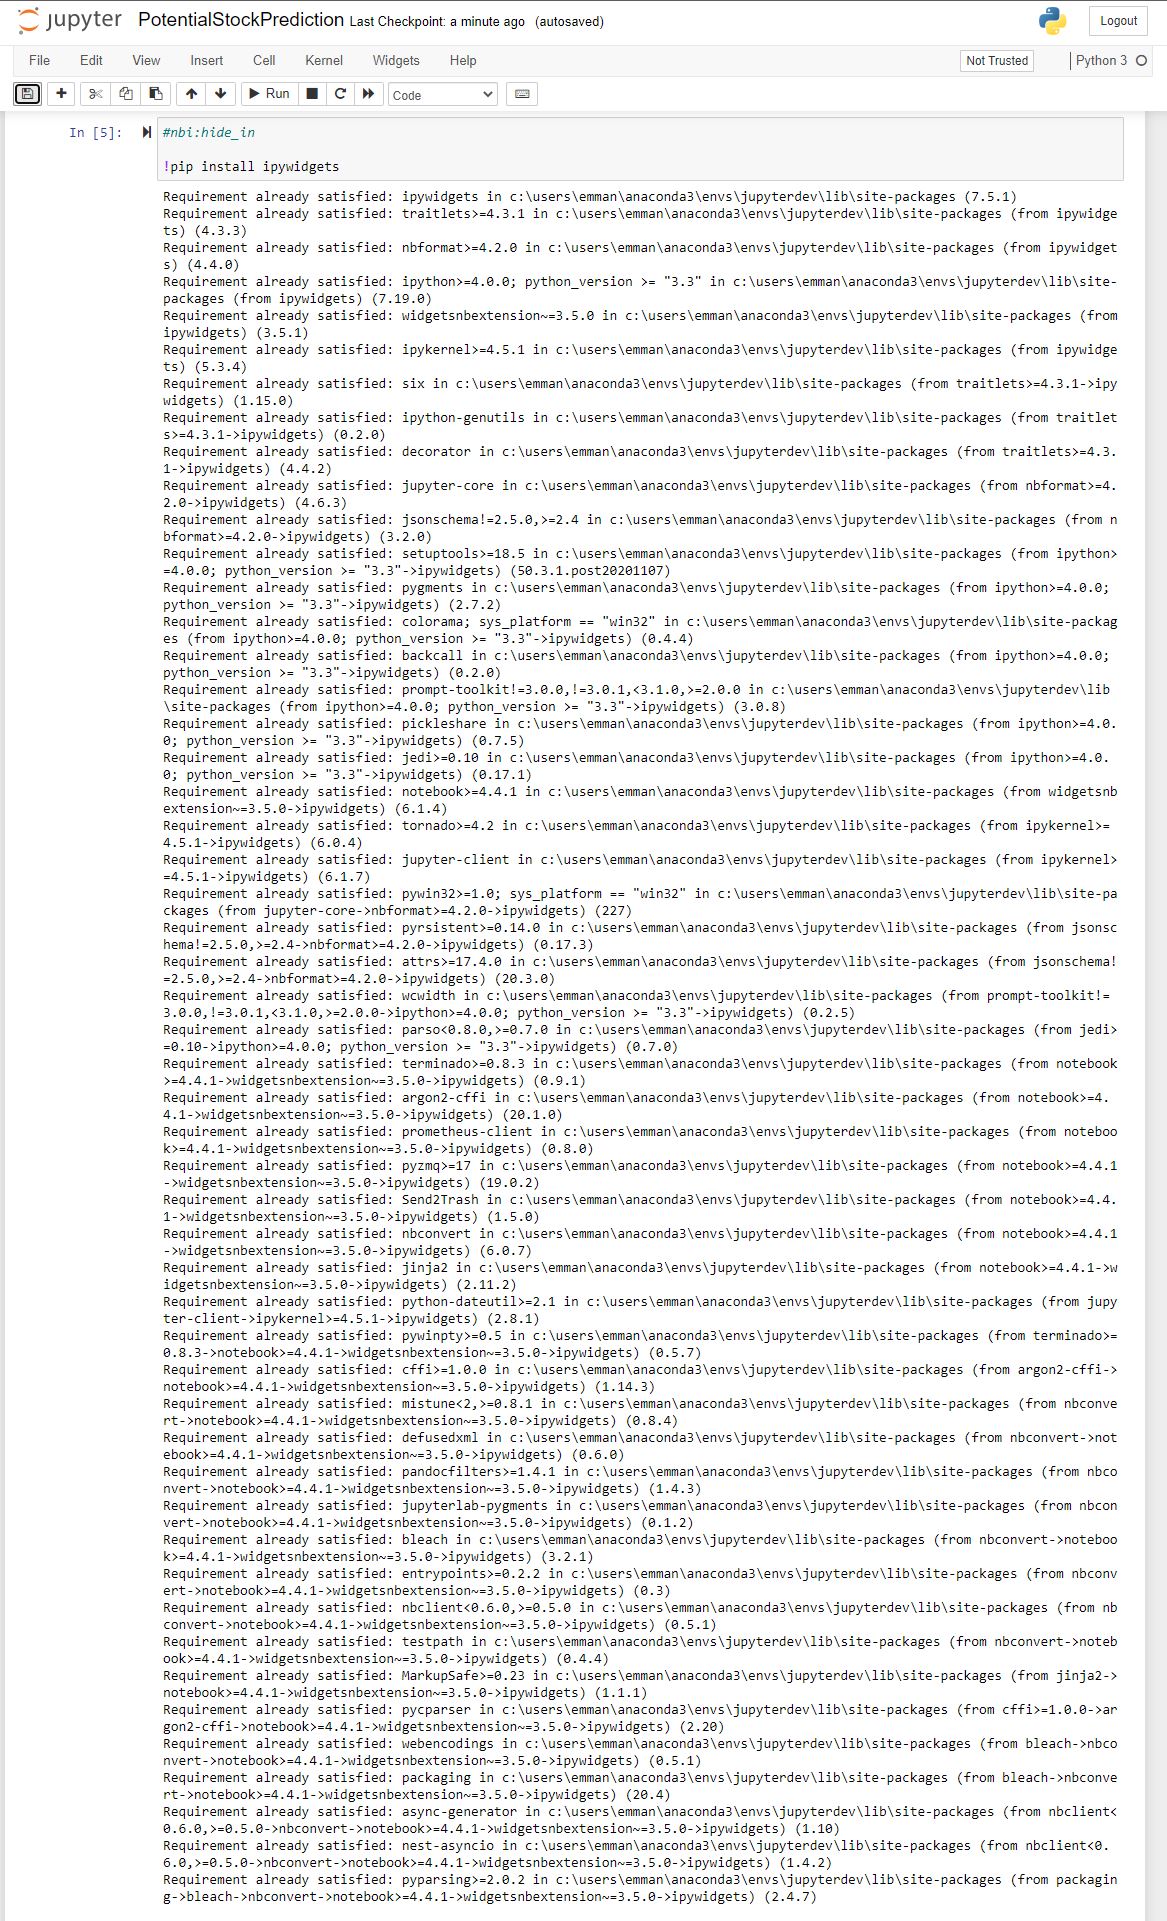 jupyter PotentialStockPrediction Last Checkpoint: a minute ago (autosaved) Logout
File Edit View Insert Cell Kernel Widgets Help Not Trusted Python 3
Run Code
In [5]: #nbi:hide_in
!pip install ipywidgets
Requirement already satisfied: ipywidgets in c:\users\emman\anaconda3\envs\jupyterdev\lib\site-packages (7.5.1)
Requirement already satisfied: traitlets>=4.3.1 in c:\users\emman\anaconda3\envs\jupyterdev\lib\site-packages (from ipywidge
ts) (4.3.3)
Requirement already satisfied: nbformat>=4.2.0 in c:\users\emman\anaconda3\envs\jupyterdev\lib\site-packages (from ipywidget
s) (4.4.0)
Requirement already satisfied: ipython>=4.0.0; python_version >= "3.3" in c:\users\emman\anaconda3\envs\jupyterdev\lib\site-
packages (from ipywidgets) (7.19.0)
Requirement already satisfied: widgetsnbextension~=3.5.0 in c:\users\emman\anaconda3\envs\jupyterdev\lib\site-packages (from
ipywidgets) (3.5.1)
Requirement already satisfied: ipykernel>=4.5.1 in c:\users\emman\anaconda3\envs\jupyterdev\lib\site-packages (from ipywidge
ts) (5.3.4)
Requirement already satisfied: six in c:\users\emman\anaconda3\envs\jupyterdev\lib\site-packages (from traitlets>=4.3.1->ipy
widgets) (1.15.0)
Requirement already satisfied: ipython-genutils in c:\users\emman\anaconda3\envs\jupyterdev\lib\site-packages (from traitlet
s>=4.3.1->ipywidgets) (0.2.0)
Requirement already satisfied: decorator in c:\users\emman\anaconda3\envs\jupyterdev\lib\site-packages (from traitlets>=4.3.
1->ipywidgets) (4.4.2)
Requirement already satisfied: jupyter-core in c:\users\emman\anaconda3\envs\jupyterdev\lib\site-packages (from nbformat>=4.
2.0->ipywidgets) (4.6.3)
Requirement already satisfied: jsonschema!=2.5.0,>=2.4 in c:\users\emman\anaconda3\envs\jupyterdev\lib\site-packages (from n
bformat>=4.2.0->ipywidgets) (3.2.0)
Requirement already satisfied: setuptools>=18.5 in c:\users\emman\anaconda3\envs\jupyterdev\lib\site-packages (from ipython>
=4.0.0; python_version >= "3.3"->ipywidgets) (50.3.1.post20201107)
Requirement already satisfied: pygments in c:\users\emman\anaconda3\envs\jupyterdev\lib\site-packages (from ipython>=4.0.0;
python_version >= "3.3"->ipywidgets) (2.7.2)
Requirement already satisfied: colorama; sys_platform == "win32" in c:\users\emman\anaconda3\envs\jupyterdev\lib\site-packag
es (from ipython>=4.0.0; python_version >= "3.3"->ipywidgets) (0.4.4)
Requirement already satisfied: backcall in c:\users\emman\anaconda3\envs\jupyterdev\lib\site-packages (from ipython>=4.0.0;
python_version >= "3.3"->ipywidgets) (0.2.0)
Requirement already satisfied: prompt-toolkit!=3.0.0,!=3.0.1,<3.1.0,>=2.0.0 in c:\users\emman\anaconda3\envs\jupyterdev\lib
\site-packages (from ipython>=4.0.0; python_version >= "3.3"->ipywidgets) (3.0.8)
Requirement already satisfied: pickleshare in c:\users\emman\anaconda3\envs\jupyterdev\lib\site-packages (from ipython>=4.0.
0; python_version >= "3.3"->ipywidgets) (0.7.5)
Requirement already satisfied: jedi>=0.10 in c:\users\emman\anaconda3\envs\jupyterdev\lib\site-packages (from ipython>=4.0.
0; python_version >= "3.3"->ipywidgets) (0.17.1)
Requirement already satisfied: notebook>=4.4.1 in c:\users\emman\anaconda3\envs\jupyterdev\lib\site-packages (from widgetsnb
extension~=3.5.0->ipywidgets) (6.1.4)
Requirement already satisfied: tornado>=4.2 in c:\users\emman\anaconda3\envs\jupyterdev\lib\site-packages (from ipykernel>=
4.5.1->ipywidgets) (6.0.4)
Requirement already satisfied: jupyter-client in c:\users\emman\anaconda3\envs\jupyterdev\lib\site-packages (from ipykernel>
=4.5.1->ipywidgets) (6.1.7)
Requirement already satisfied: pywin32>=1.0; sys_platform == "win32" in c:\users\emman\anaconda3\envs\jupyterdev\lib\site-pa
ckages (from jupyter-core->nbformat>=4.2.0->ipywidgets) (227)
Requirement already satisfied: pyrsistent>=0.14.0 in c:\users\emman\anaconda3\envs\jupyterdev\lib\site-packages (from jsonsc
hema!=2.5.0,>=2.4->nbformat>=4.2.0->ipywidgets) (0.17.3)
Requirement already satisfied: attrs>=17.4.0 in c:\users\emman\anaconda3\envs\jupyterdev\lib\site-packages (from jsonschema!
=2.5.0,>=2.4->nbformat>=4.2.0->ipywidgets) (20.3.0)
Requirement already satisfied: wcwidth in c:\users\emman\anaconda3\envs\jupyterdev\lib\site-packages (from prompt-toolkit!=
3.0.0,!=3.0.1,<3.1.0,>=2.0.0->ipython>=4.0.0; python_version >= "3.3"->ipywidgets) (0.2.5)
Requirement already satisfied: parso<0.8.0,>=0.7.0 in c:\users\emman\anaconda3\envs\jupyterdev\lib\site-packages (from jedi>
=0.10->ipython>=4.0.0; python_version >= "3.3"->ipywidgets) (0.7.0)
Requirement already satisfied: terminado>=0.8.3 in c:\users\emman\anaconda3\envs\jupyterdev\lib\site-packages (from notebook
>=4.4.1->widgetsnbextension~=3.5.0->ipywidgets) (0.9.1)
Requirement already satisfied: argon2-cffi in c:\users\emman\anaconda3\envs\jupyterdev\lib\site-packages (from notebook>=4.
4.1->widgetsnbextension~=3.5.0->ipywidgets) (20.1.0)
Requirement already satisfied: prometheus-client in c:\users\emman\anaconda3\envs\jupyterdev\lib\site-packages (from noteboo
k>=4.4.1->widgetsnbextension~=3.5.0->ipywidgets) (0.8.0)
Requirement already satisfied: pyzmq>=17 in c:\users\emman\anaconda3\envs\jupyterdev\lib\site-packages (from notebook>=4.4.1
->widgetsnbextension~=3.5.0->ipywidgets) (19.0.2)
Requirement already satisfied: Send2Trash in c:\users\emman\anaconda3\envs\jupyterdev\lib\site-packages (from notebook>=4.4.
1->widgetsnbextension~=3.5.0->ipywidgets) (1.5.0)
Requirement already satisfied: nbconvert in c:\users\emman\anaconda3\envs\jupyterdev\lib\site-packages (from notebook>=4.4.1
->widgetsnbextension~=3.5.0->ipywidgets) (6.0.7)
Requirement already satisfied: jinja2 in c:\users\emman\anaconda3\envs\jupyterdev\lib\site-packages (from notebook>=4.4.1->w
idgetsnbextension~=3.5.0->ipywidgets) (2.11.2)
Requirement already satisfied: python-dateutil>=2.1 in c:\users\emman\anaconda3\envs\jupyterdev\lib\site-packages (from jupy
ter-client->ipykernel>=4.5.1->ipywidgets) (2.8.1)
Requirement already satisfied: pywinpty>=0.5 in c:\users\emman\anaconda3\envs\jupyterdev\lib\site-packages (from terminado>=
0.8.3->notebook>=4.4.1->widgetsnbextension~=3.5.0->ipywidgets) (0.5.7)
Requirement already satisfied: cffi>=1.0.0 in c:\users\emman\anaconda3\envs\jupyterdev\lib\site-packages (from argon2-cffi->
notebook>=4.4.1->widgetsnbextension~=3.5.0->ipywidgets) (1.14.3)
Requirement already satisfied: mistune<2,>=0.8.1 in c:\users\emman\anaconda3\envs\jupyterdev\lib\site-packages (from nbconve
rt->notebook>=4.4.1->widgetsnbextension~=3.5.0->ipywidgets) (0.8.4)
Requirement already satisfied: defusedxml in c:\users\emman\anaconda3\envs\jupyterdev\lib\site-packages (from nbconvert->not
ebook>=4.4.1->widgetsnbextension~=3.5.0->ipywidgets) (0.6.0)
Requirement already satisfied: pandocfilters>=1.4.1 in c:\users\emman\anaconda3\envs\jupyterdev\lib\site-packages (from nbco
nvert->notebook>=4.4.1->widgetsnbextension~=3.5.0->ipywidgets) (1.4.3)
Requirement already satisfied: jupyterlab-pygments in c:\users\emman\anaconda3\envs\jupyterdev\lib\site-packages (from nbcon
vert->notebook>=4.4.1->widgetsnbextension~=3.5.0->ipywidgets) (0.1.2)
Requirement already satisfied: bleach in c:\users\emman\anaconda3\envs\jupyterdev\lib\site-packages (from nbconvert->noteboo
k>=4.4.1->widgetsnbextension~=3.5.0->ipywidgets) (3.2.1)
Requirement already satisfied: entrypoints>=0.2.2 in c:\users\emman\anaconda3\envs\jupyterdev\lib\site-packages (from nbconv
ert->notebook>=4.4.1->widgetsnbextension~=3.5.0->ipywidgets) (0.3)
Requirement already satisfied: nbclient<0.6.0,>=0.5.0 in c:\users\emman\anaconda3\envs\jupyterdev\lib\site-packages (from nb
convert->notebook>=4.4.1->widgetsnbextension~=3.5.0->ipywidgets) (0.5.1)
Requirement already satisfied: testpath in c:\users\emman\anaconda3\envs\jupyterdev\lib\site-packages (from nbconvert->noteb
ook>=4.4.1->widgetsnbextension~=3.5.0->ipywidgets) (0.4.4)
Requirement already satisfied: MarkupSafe>=0.23 in c:\users\emman\anaconda3\envs\jupyterdev\lib\site-packages (from jinja2->
notebook>=4.4.1->widgetsnbextension~=3.5.0->ipywidgets) (1.1.1)
Requirement already satisfied: pycparser in c:\users\emman\anaconda3\envs\jupyterdev\lib\site-packages (from cffi>=1.0.0->ar
gon2-cffi->notebook>=4.4.1->widgetsnbextension~=3.5.0->ipywidgets) (2.20)
Requirement already satisfied: webencodings in c:\users\emman\anaconda3\envs\jupyterdev\lib\site-packages (from bleach->nbco
nvert->notebook>=4.4.1->widgetsnbextension~=3.5.0->ipywidgets) (0.5.1)
Requirement already satisfied: packaging in c:\users\emman\anaconda3\envs\jupyterdev\lib\site-packages (from bleach->nbconve
rt->notebook>=4.4.1->widgetsnbextension~=3.5.0->ipywidgets) (20.4)
Requirement already satisfied: async-generator in c:\users\emman\anaconda3\envs\jupyterdev\lib\site-packages (from nbclient<
0.6.0,>=0.5.0->nbconvert->notebook>=4.4.1->widgetsnbextension~=3.5.0->ipywidgets) (1.10)
Requirement already satisfied: nest-asyncio in c:\users\emman\anaconda3\envs\jupyterdev\lib\site-packages (from nbclient<0.
6.0,>=0.5.0->nbconvert->notebook>=4.4.1->widgetsnbextension~=3.5.0->ipywidgets) (1.4.2)
Requirement already satisfied: pyparsing>=2.0.2 in c:\users\emman\anaconda3\envs\jupyterdev\lib\site-packages (from packagin
g->bleach->nbconvert->notebook>=4.4.1->widgetsnbextension~=3.5.0->ipywidgets) (2.4.7)